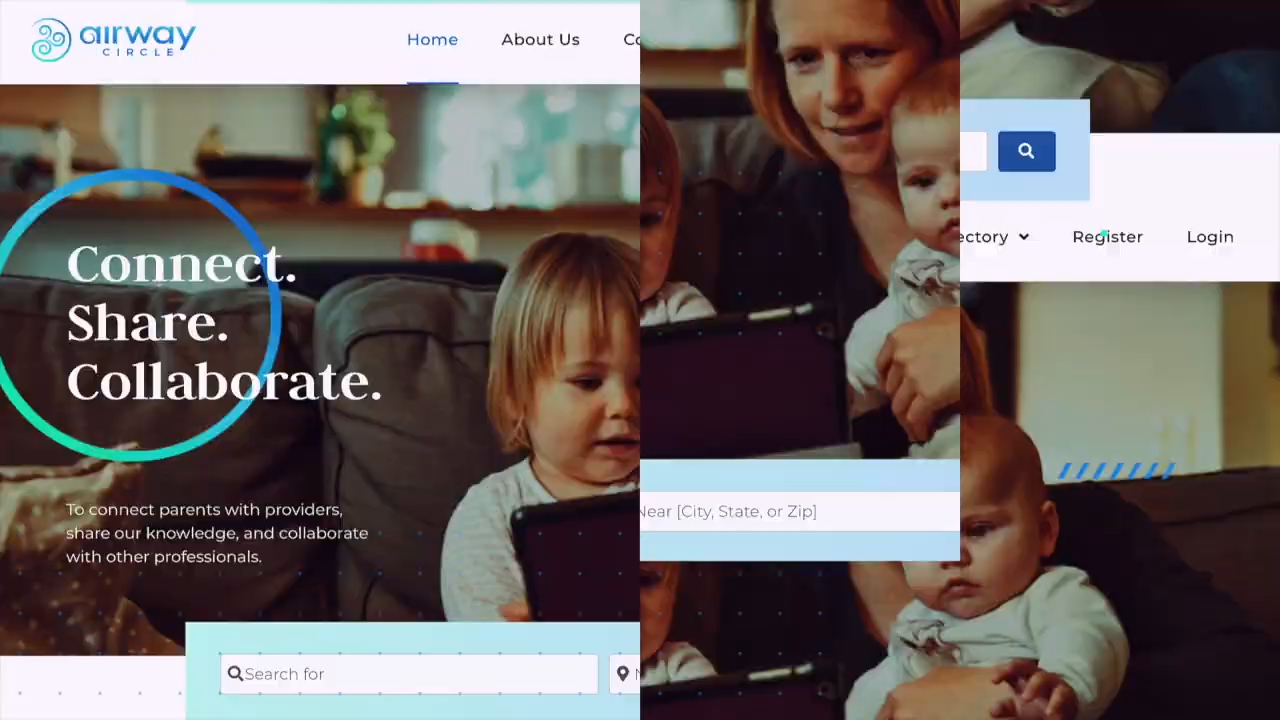 airway
CIRCLE
Home
About Us
Connect.
Share.
Collaborate.
To connect parents with providers,
share our knowledge, and collaborate
with other professionals.
Search for
Near [City, State, or Zip]
Register
Login